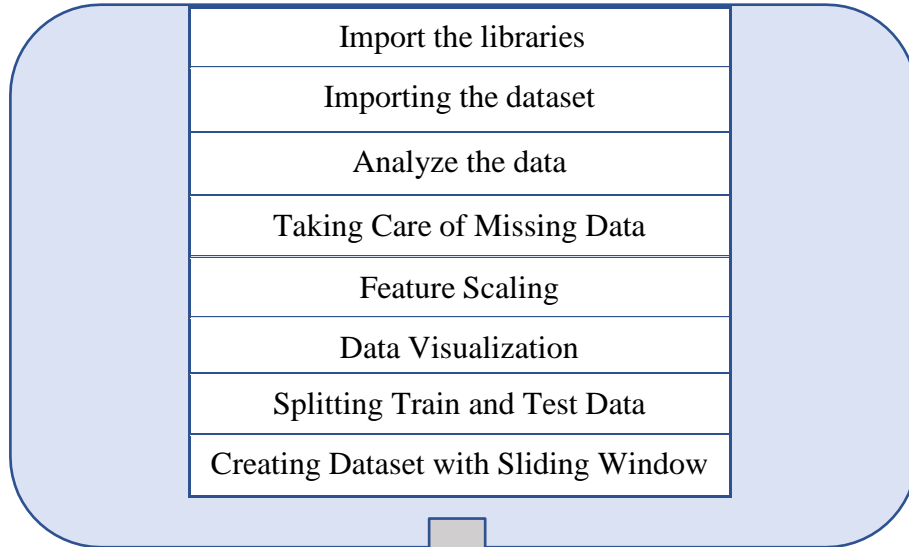 Import the libraries
Importing the dataset
Analyze the data
Taking Care of Missing Data
Feature Scaling
Data Visualization
Splitting Train and Test Data
Creating Dataset with Sliding Window